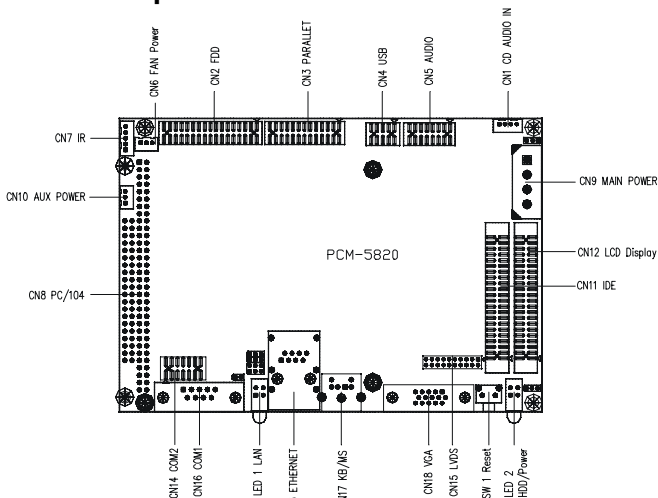 CN6 FAN Power
CN2 FDD
CN3 PARALLET
CN4 USB
CN5 AUDIO
CN1 CD AUDIO IN
CN7 IR
CN9 MAIN POWER
CN10 AUX POWER
PCM-5820
CN12 LCD Display
CN11 IDE
CN8 PC/104
CN14 COM2
CN16 COM1
LED 1 LAN
ETHERNET
N17 KB/MS
CN18 VGA
CN15 LVDS
SW 1 Reset
LED 2
HDD/Power